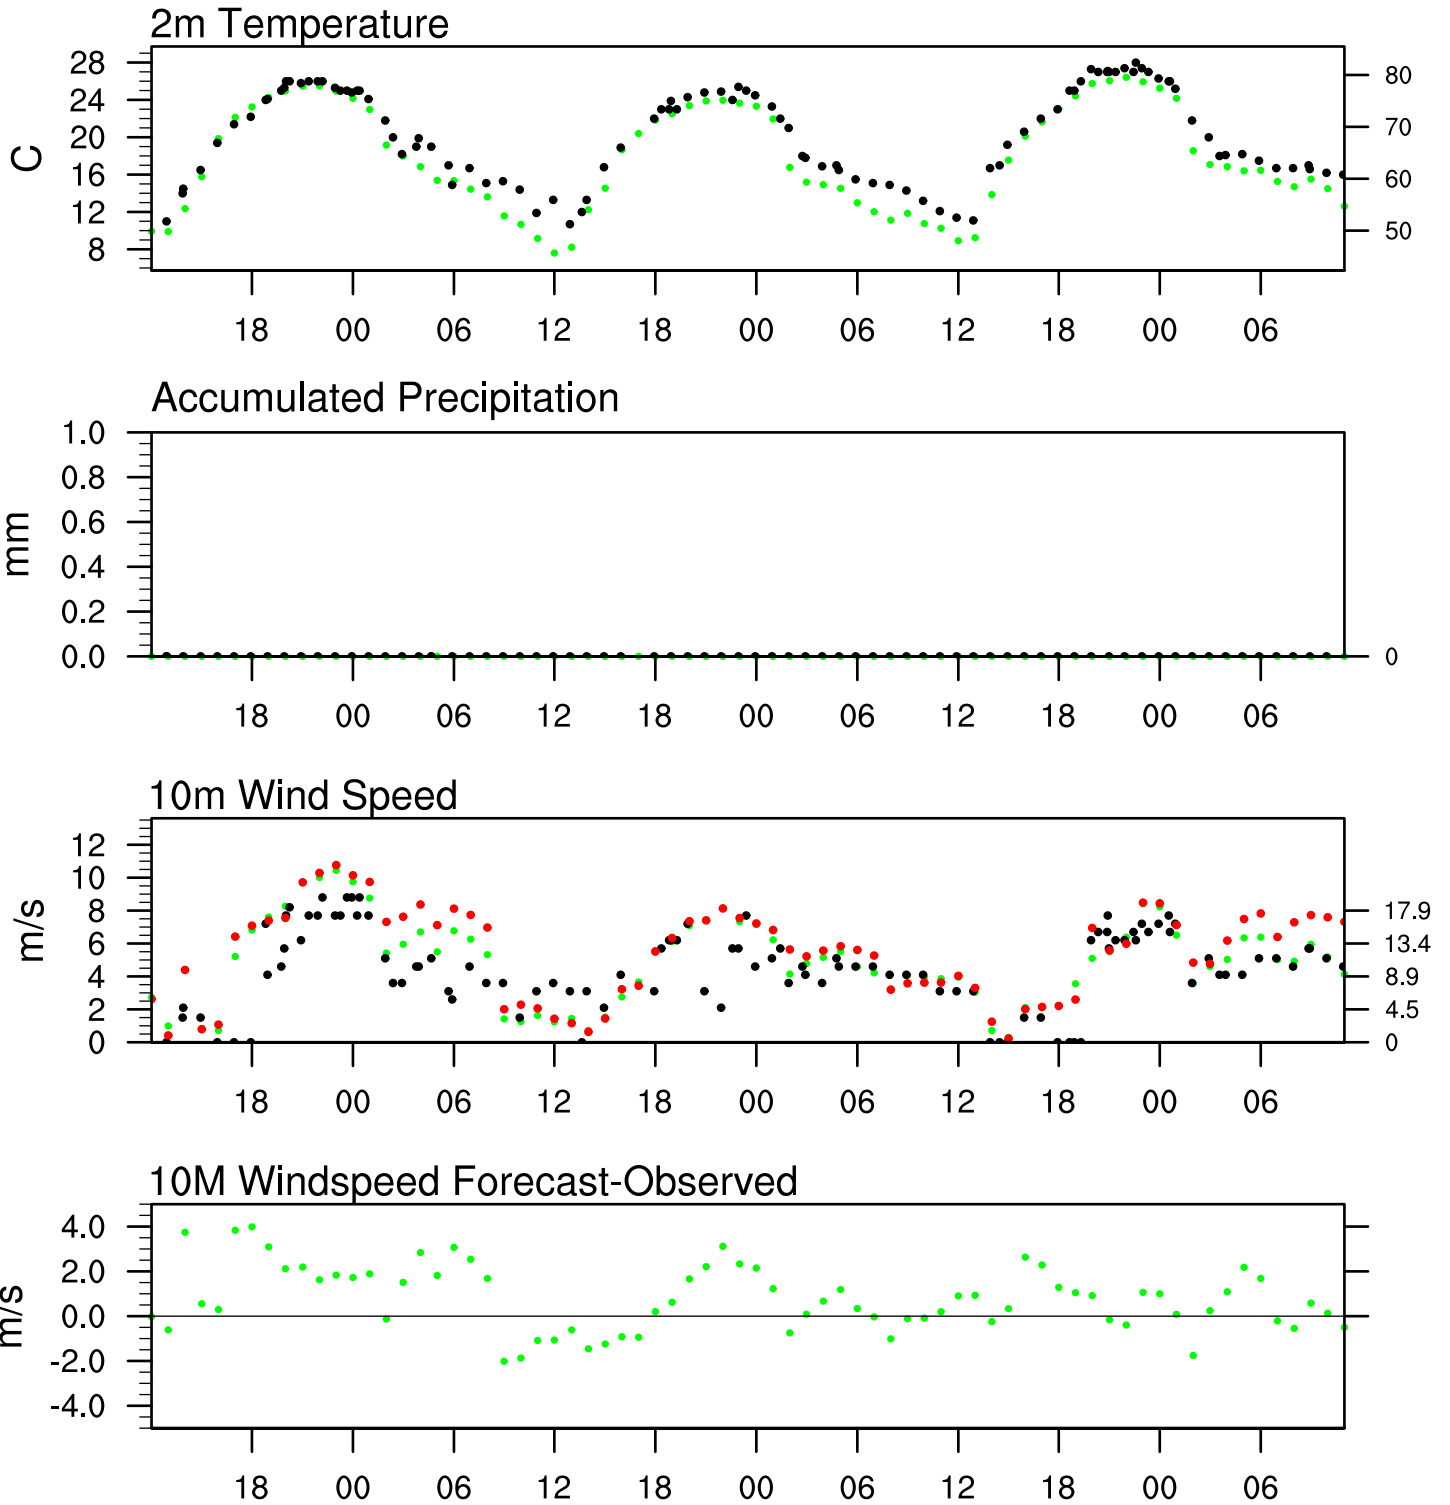 2m Temperature
28
24
20
16
12
8
C
80
70
60
50
18 00 06 12 18 00 06 12 18 00 06
Accumulated Precipitation
1.0
0.8
0.6
0.4
0.2
0.0
mm
0
18 00 06 12 18 00 06 12 18 00 06
10m Wind Speed
12
10
8
6
4
2
0
m/s
17.9
13.4
8.9
4.5
0
18 00 06 12 18 00 06 12 18 00 06
10M Windspeed Forecast-Observed
4.0
2.0
0.0
-2.0
-4.0
m/s
18 00 06 12 18 00 06 12 18 00 06